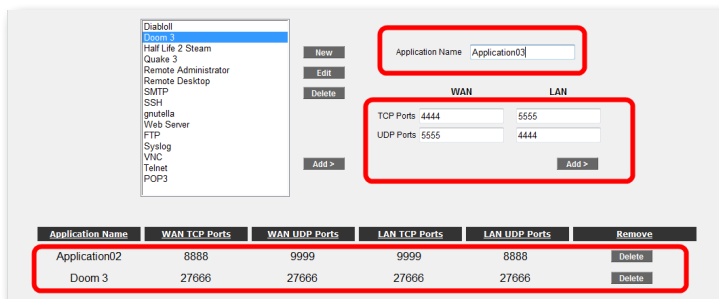 Diabloll
Doom 3
Half Life 2 Steam
Quake 3
Remote Administrator
Remote Desktop
SMTP
SSH
gnutella
Web Server
FTP
Syslog
VNC
Telnet
POP3
New
Edit
Delete
Add >
Application Name Application03
WAN LAN
TCP Ports 4444 5555
UDP Ports 5555 4444
Add >
Application Name WAN TCP Ports WAN UDP Ports LAN TCP Ports LAN UDP Ports Remove
Application02 8888 9999 9999 8888 Delete
Doom 3 27666 27666 27666 27666 Delete